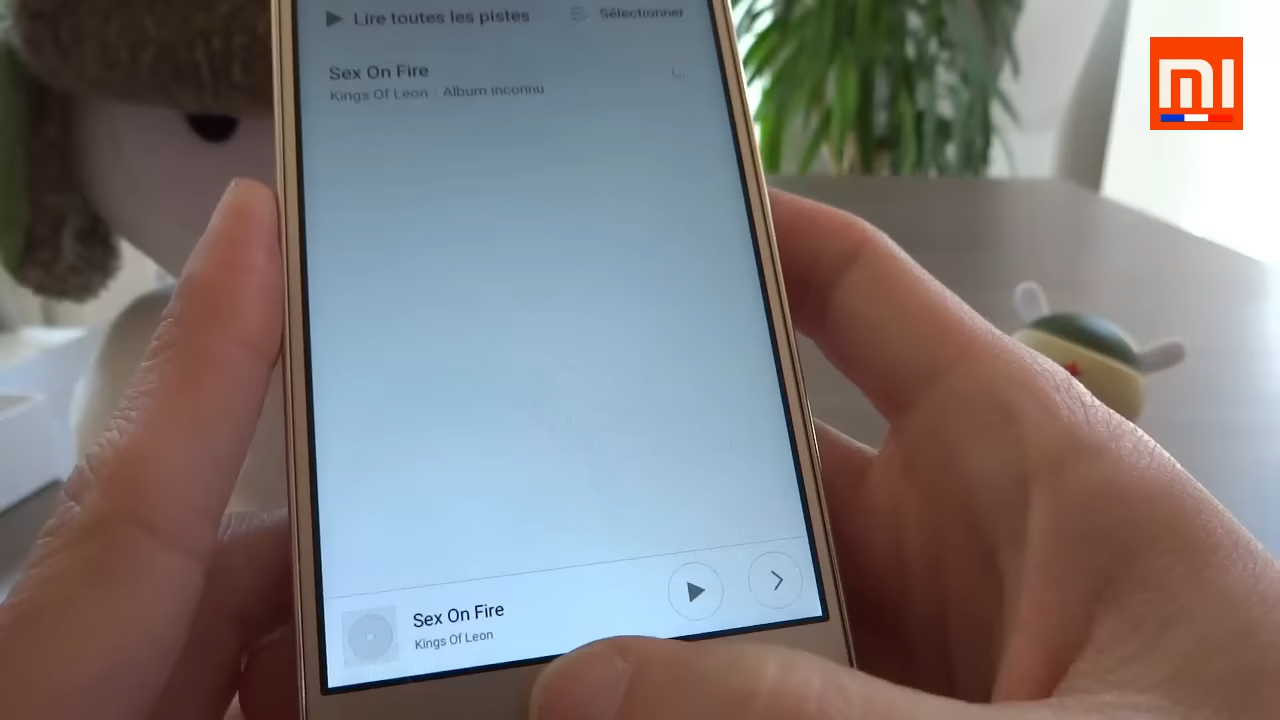 Lire toutes les pistes
Sélectionner
Sex On Fire
Kings Of Leon
Album inconnu
Sex On Fire
Kings Of Leon
mi